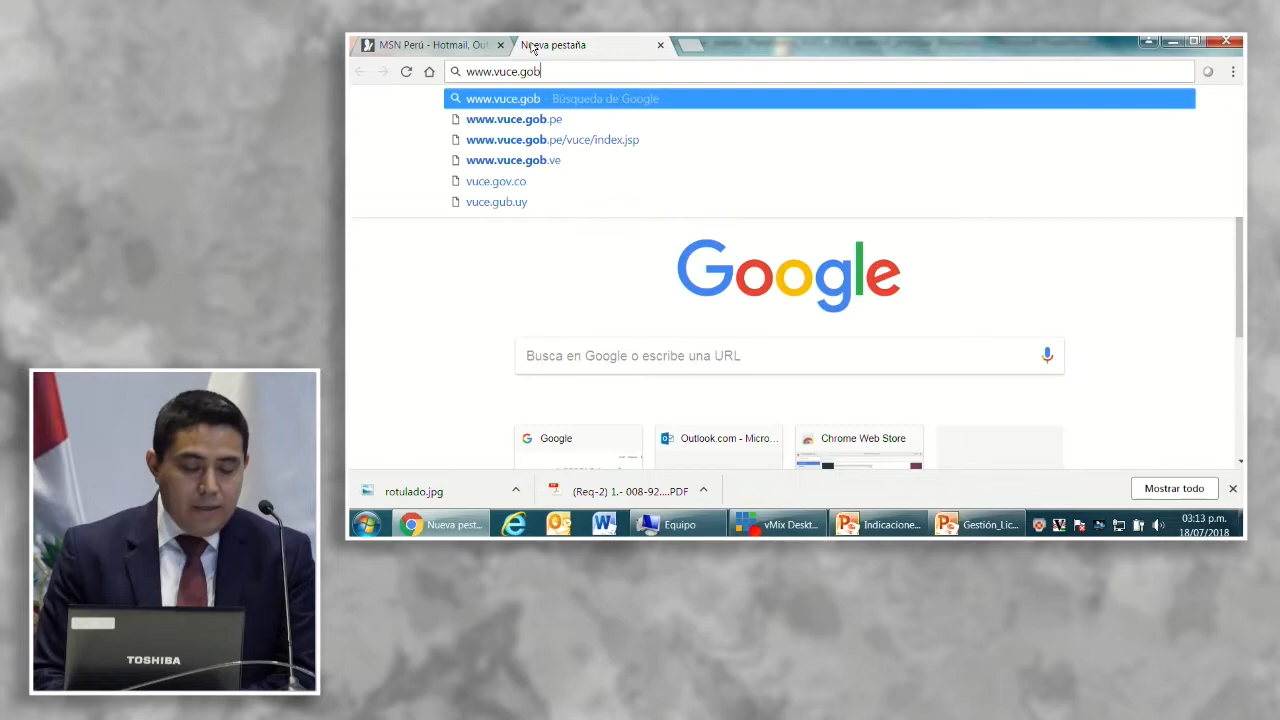 MSN Perú - Hotmail, Out
Nueva pestaña
www.vuce.gob
www.vuce.gob - Búsqueda de Google
www.vuce.gob.pe
www.vuce.gob.pe/vuce/index.jsp
www.vuce.gob.ve
vuce.gov.co
vuce.gub.uy
Google
Busca en Google o escribe una URL
Google
Outlook.com - Micro...
Chrome Web Store
rotulado.jpg
(Req-2) 1.- 008-92....PDF
Mostrar todo
Nueva pest...
Equipo
vMix Deskt...
Indicacione...
Gestión_Lic...
03:13 p.m.
18/07/2018
TOSHIBA